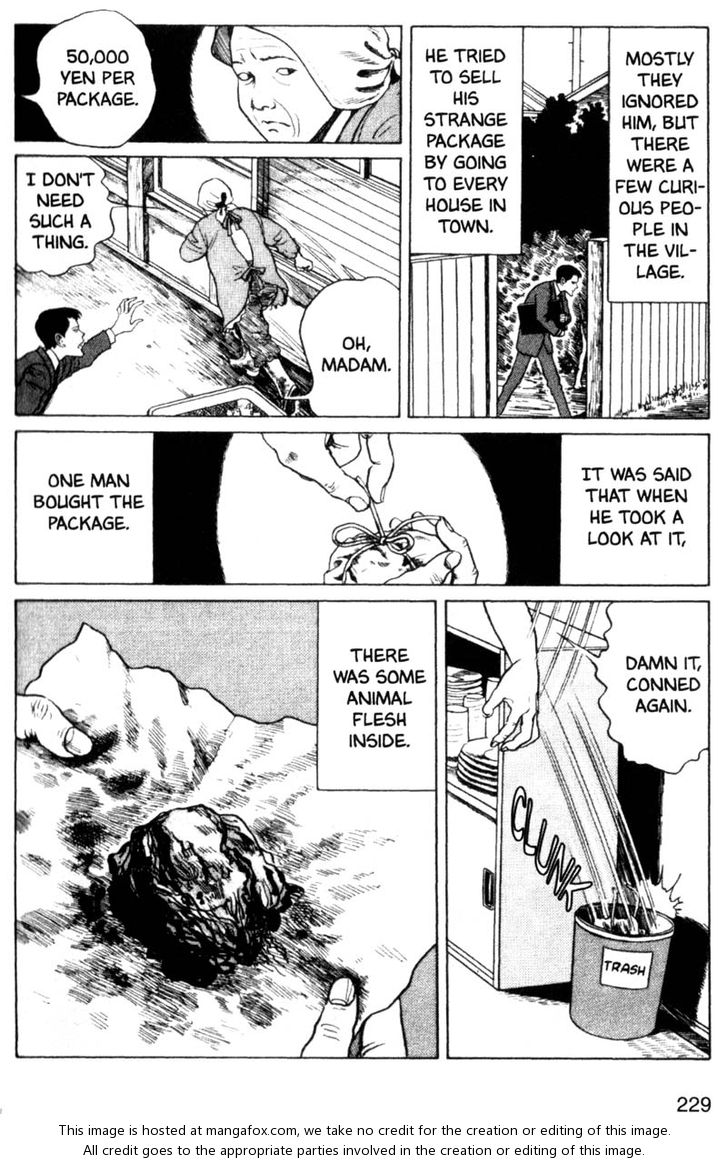 50,000
YEN PER
PACKAGE.
I DON'T
NEED
SUCH A
THING.
OH,
MADAM.
HE TRIED
TO SELL
HIS
STRANGE
PACKAGE
BY GOING
TO EVERY
HOUSE IN
TOWN.
MOSTLY
THEY
IGNORED
HIM, BUT
THERE
WERE A
FEW CURI-
OUS PEO-
PLE IN
THE VIL-
LAGE.
ONE MAN
BOUGHT THE
PACKAGE.
IT WAS SAID
THAT WHEN
HE TOOK A
LOOK AT IT,
THERE
WAS SOME
ANIMAL
FLESH
INSIDE.
DAMN IT,
CONNED
AGAIN.
CLUNK
TRASH
229
This image is hosted at mangafox.com, we take no credit for the creation or editing of this image.
All credit goes to the appropriate parties involved in the creation or editing of this image.